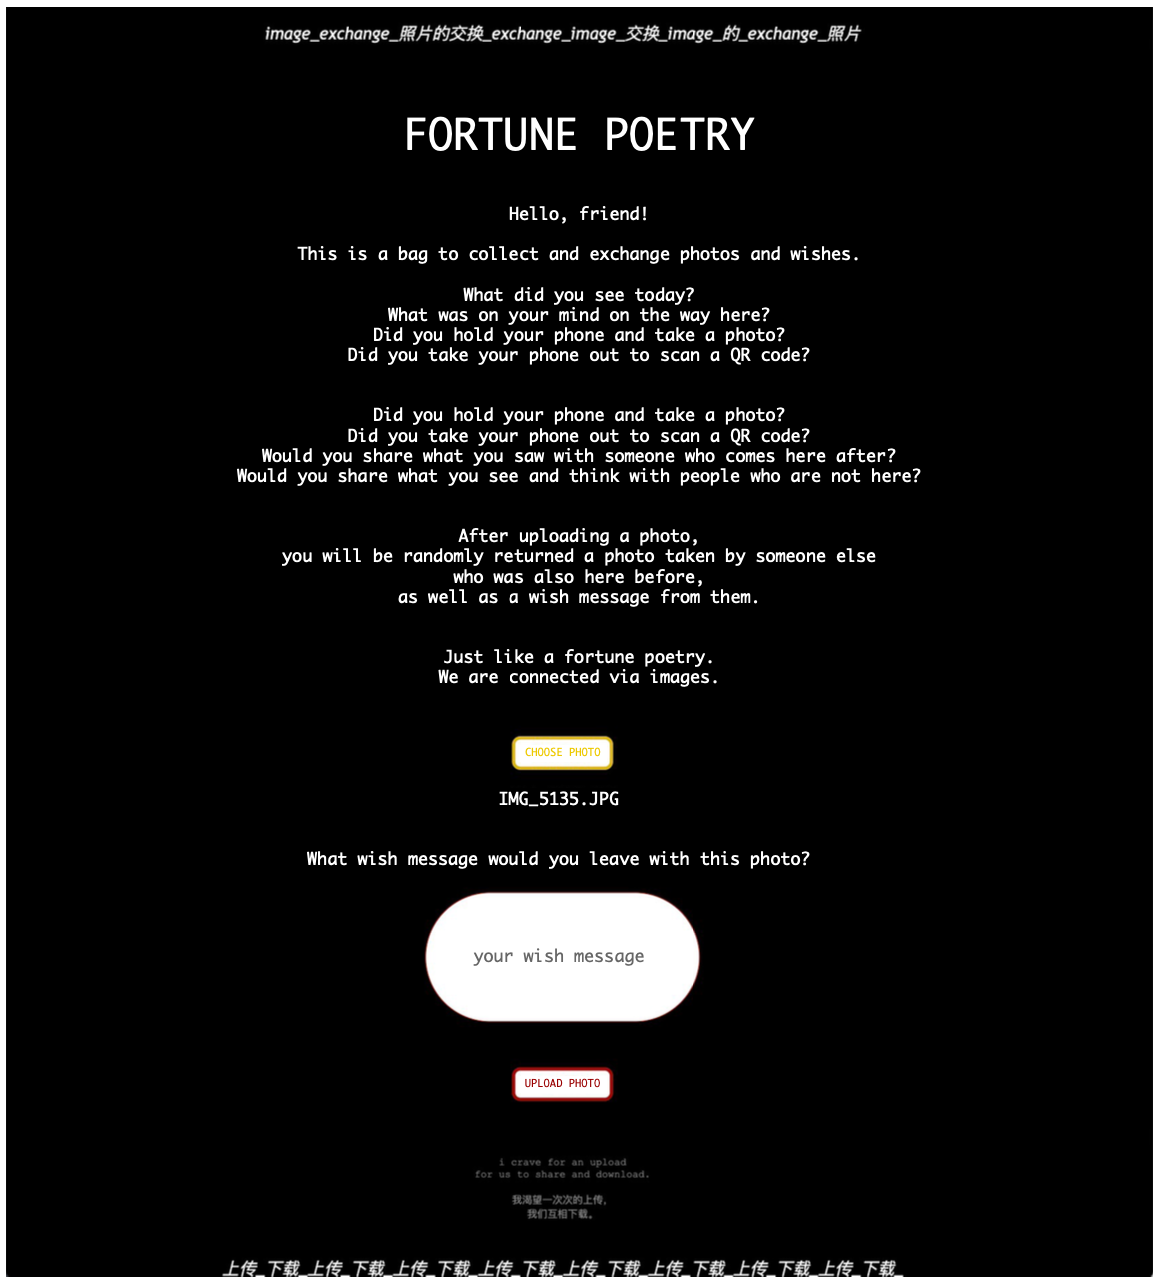 image_exchange_照片的交换_exchange_image_交换_image_的_exchange_照片
FORTUNE POETRY
Hello, friend!
This is a bag to collect and exchange photos and wishes.
What did you see today?
What was on your mind on the way here?
Did you hold your phone and take a photo?
Did you take your phone out to scan a QR code?
Did you hold your phone and take a photo?
Did you take your phone out to scan a QR code?
Would you share what you saw with someone who comes here after?
Would you share what you see and think with people who are not here?
After uploading a photo,
you will be randomly returned a photo taken by someone else
who was also here before,
as well as a wish message from them.
Just like a fortune poetry.
We are connected via images.
CHOOSE PHOTO
IMG_5135.JPG
What wish message would you leave with this photo?
your wish message
UPLOAD PHOTO
i crave for an upload
for us to share and download.
我渴望一次次的上传，
我们互相下载。
上传_下载_上传_下载_上传_下载_上传_下载_上传_下载_上传_下载_上传_下载_上传_下载_